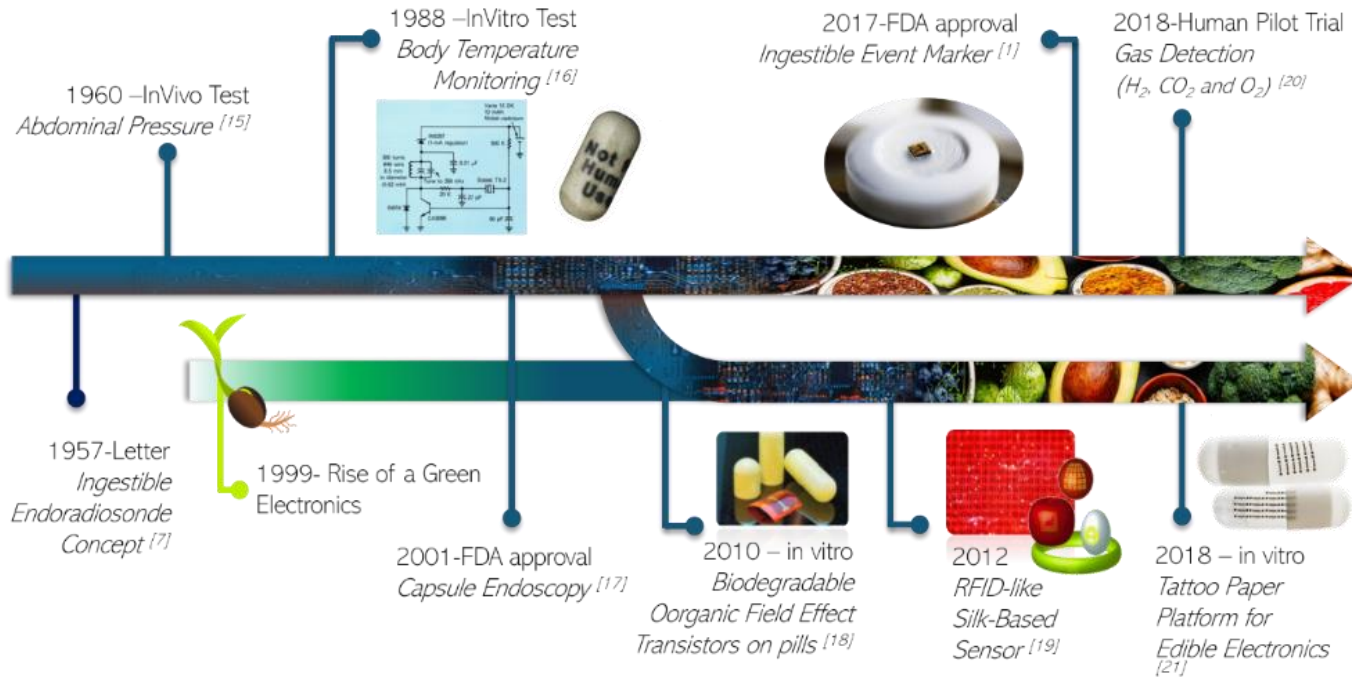 1988 –InVitro Test
Body Temperature
Monitoring [16]
2017-FDA approval
Ingestible Event Marker [1]
2018-Human Pilot Trial
Gas Detection
(H₂, CO₂ and O₂) [20]
1960 –InVivo Test
Abdominal Pressure [15]
Not
Hum
Use
1957-Letter
Ingestible
Endoradiosonde
Concept [7]
1999- Rise of a Green
Electronics
2001-FDA approval
Capsule Endoscopy [17]
2010 – in vitro
Biodegradable
Oorganic Field Effect
Transistors on pills [18]
2012
RFID-like
Silk-Based
Sensor [19]
2018 – in vitro
Tattoo Paper
Platform for
Edible Electronics
[21]